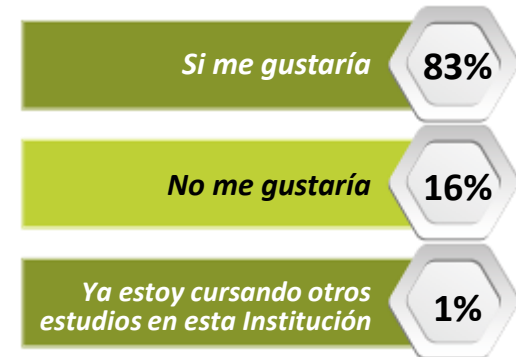 Si me gustaría
83%
No me gustaría
16%
Ya estoy cursando otros
estudios en esta Institución
1%